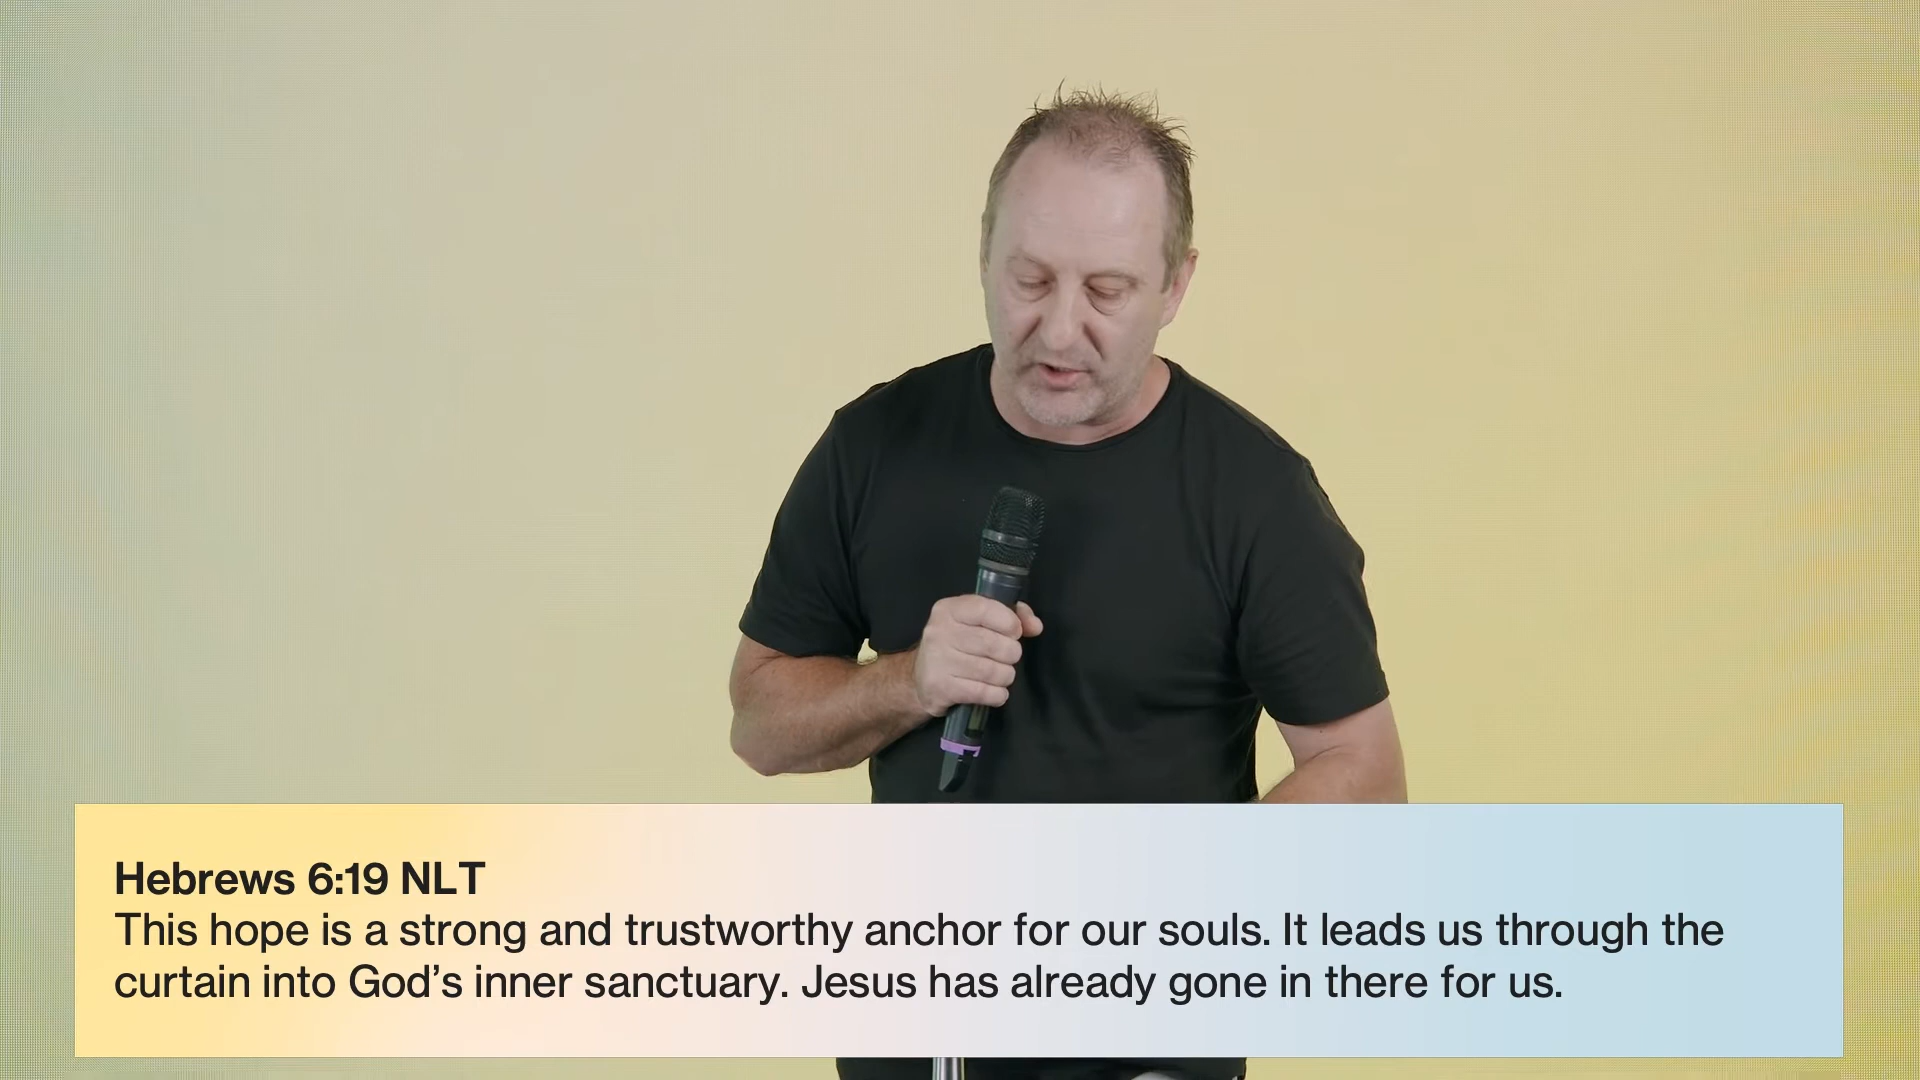 Hebrews 6:19 NLT
This hope is a strong and trustworthy anchor for our souls. It leads us through the
curtain into God’s inner sanctuary. Jesus has already gone in there for us.